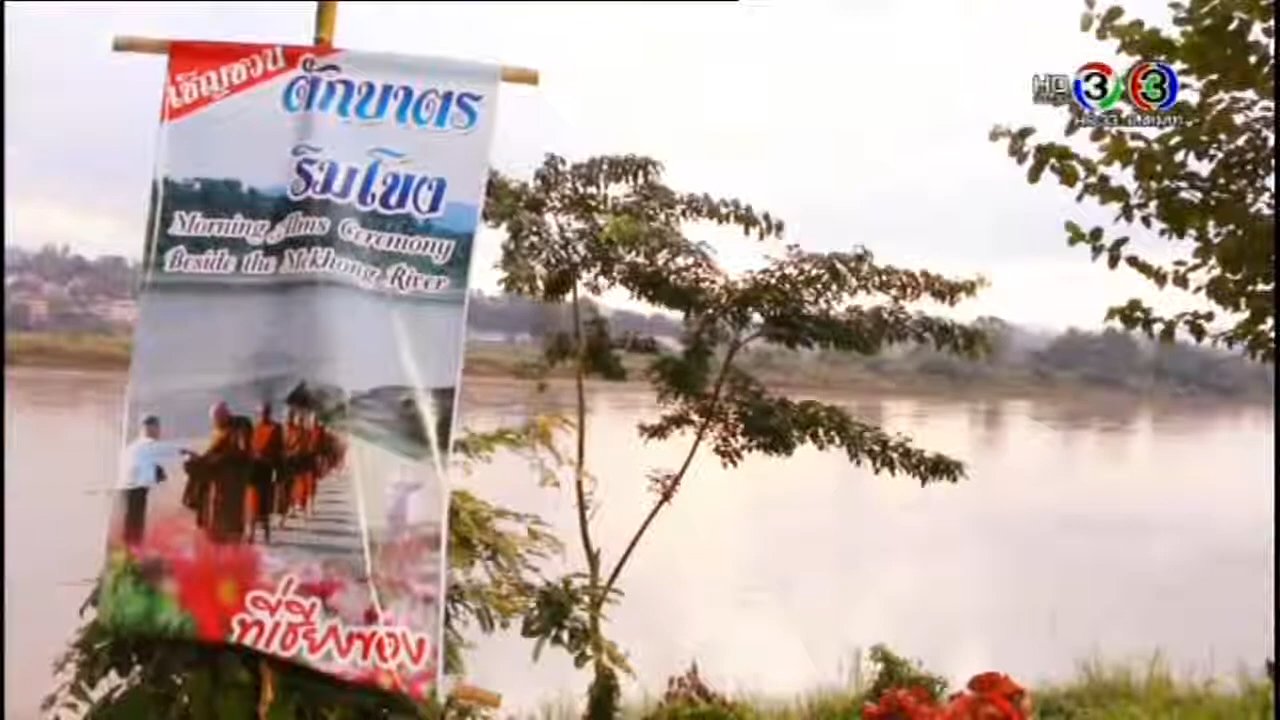 เชิญชวน
ตักบาตร
ริมโขง
Morning Alms Ceremony
Beside the Mekhong River
ที่เชียงของ
HD 3 3